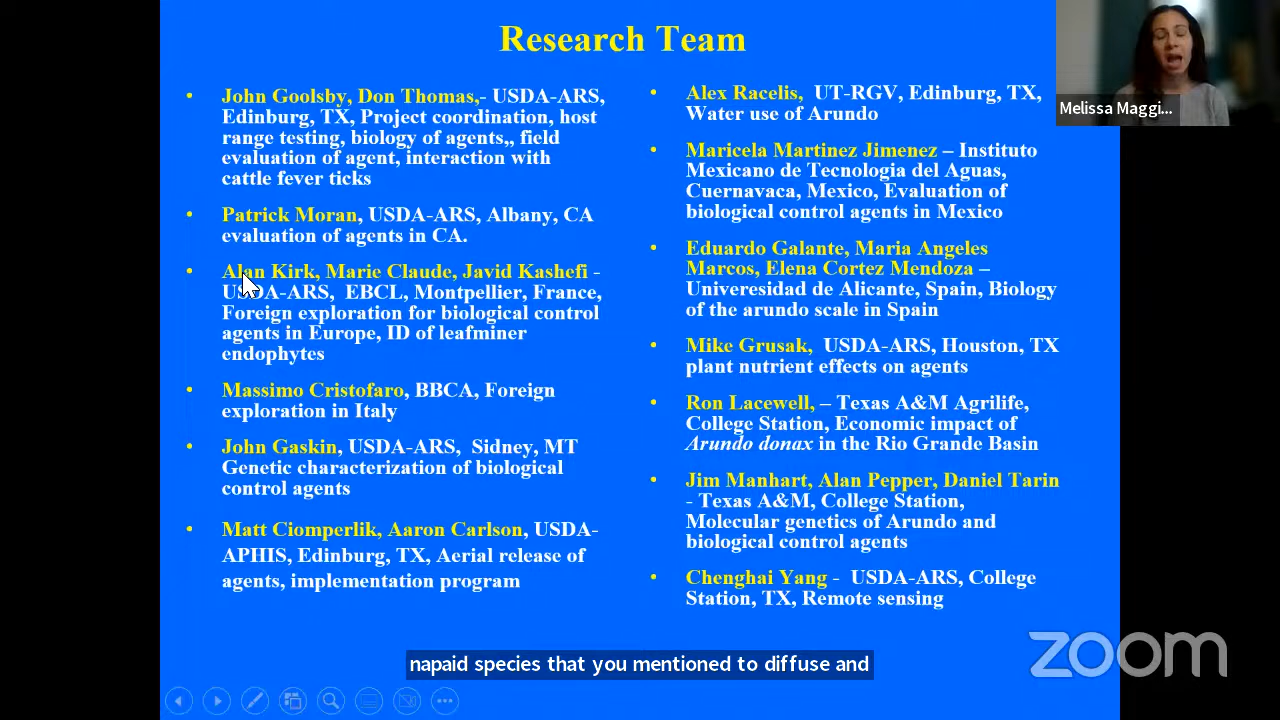 Research Team
• John Goolsby, Don Thomas,- USDA-ARS,
Edinburg, TX, Project coordination, host
range testing, biology of agents,, field
evaluation of agent, interaction with
cattle fever ticks
• Patrick Moran, USDA-ARS, Albany, CA
evaluation of agents in CA.
• Alan Kirk, Marie Claude, Javid Kashefi -
USDA-ARS, EBCL, Montpellier, France,
Foreign exploration for biological control
agents in Europe, ID of leafminer
endophytes
• Massimo Cristofaro, BBCA, Foreign
exploration in Italy
• John Gaskin, USDA-ARS, Sidney, MT
Genetic characterization of biological
control agents
• Matt Ciomperlik, Aaron Carlson, USDA-
APHIS, Edinburg, TX, Aerial release of
agents, implementation program
• Alex Racelis, UT-RGV, Edinburg, TX,
Water use of Arundo
• Maricela Martinez Jimenez – Instituto
Mexicano de Tecnologia del Aguas,
Cuernavaca, Mexico, Evaluation of
biological control agents in Mexico
• Eduardo Galante, Maria Angeles
Marcos, Elena Cortez Mendoza –
Univeresidad de Alicante, Spain, Biology
of the arundo scale in Spain
• Mike Grusak, USDA-ARS, Houston, TX
plant nutrient effects on agents
• Ron Lacewell, – Texas A&M Agrilife,
College Station, Economic impact of
Arundo donax in the Rio Grande Basin
• Jim Manhart, Alan Pepper, Daniel Tarin
- Texas A&M, College Station,
Molecular genetics of Arundo and
biological control agents
• Chenghai Yang - USDA-ARS, College
Station, TX, Remote sensing
Melissa Maggi...
napaid species that you mentioned to diffuse and
zoom